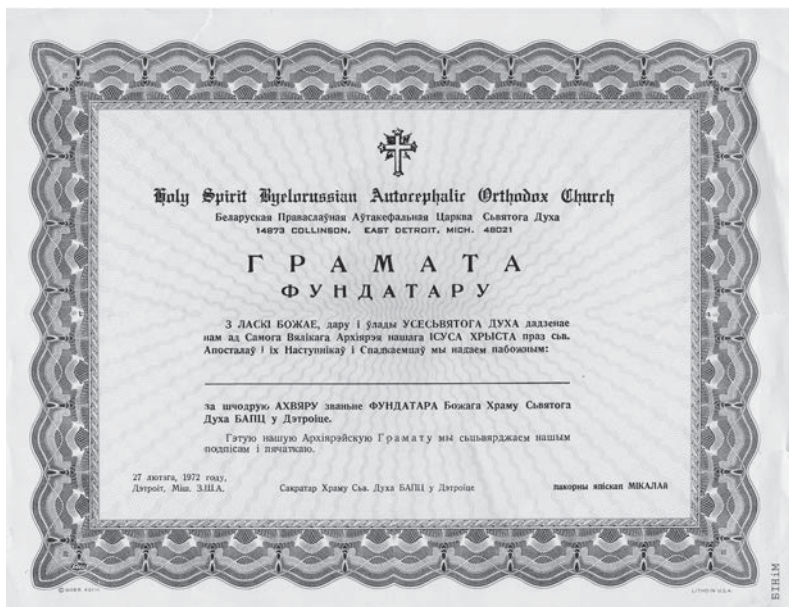 Holy Spirit Byelorussian Autocephalic Orthodox Church
Беларуская Праваслаўная Аўтакефальная Царква Сьвятога Духа
14873 COLLINSON, EAST DETROIT, MICH. 48021
ГРАМАТА
ФУНДАТАРУ
З ЛАСКІ БОЖАЕ, дару і ўлады УСЕСЬВЯТОГА ДУХА дадзенае
нам ад Самога Вялікага Архіярэя нашага ІСУСА ХРЫСТА праз сьв.
Апосталаў і іх Наступнікаў і Спадкаемцаў мы надаем пабожным:
за шчодрую АХВЯРУ званьне ФУНДАТАРА Божага Храму Сьвятога
Духа БАПЦ у Дэтроіце.
Гэтую нашую Архіярэйскую Грамату мы сьцьвярджаем нашым
подпісам і пячаткаю.
27 лютага, 1972 году,
Дэтроіт, Міш. З.Ш.А.
Сакратар Храму Сьв. Духа БАПЦ у Дэтроіце
пакорны япіскап МІКАЛАЙ
© GOES
LITHO IN U.S.A.
БІНіМ